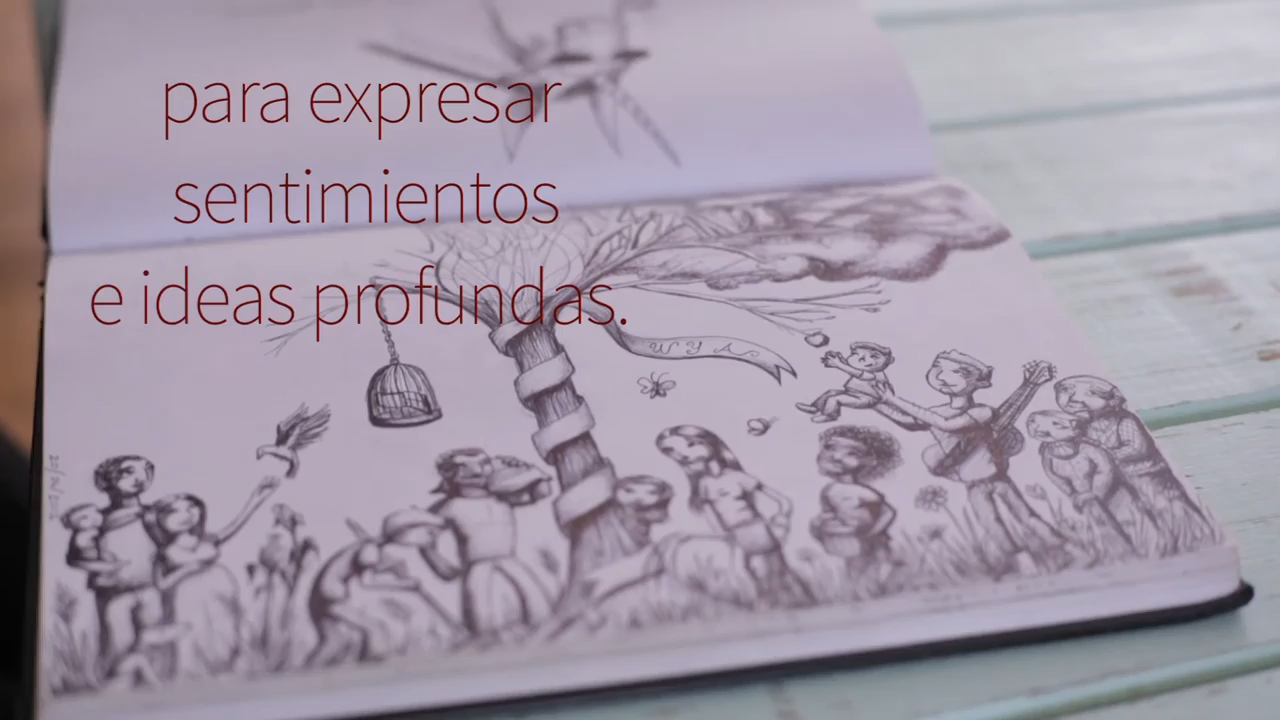 para expresar
sentimientos
e ideas profundas.
W Y A